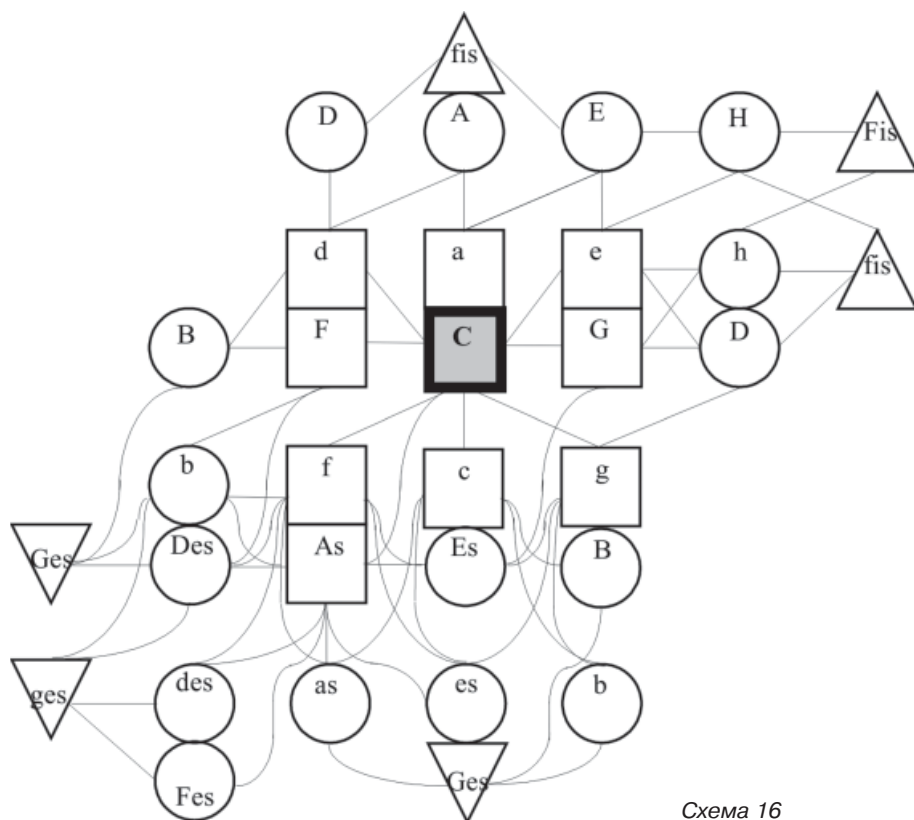 fis
D A E H Fis
d a e h fis
B F C G D
b f c g
Ges Des As Es B
ges des as es b
Fes Ges
Схема 16